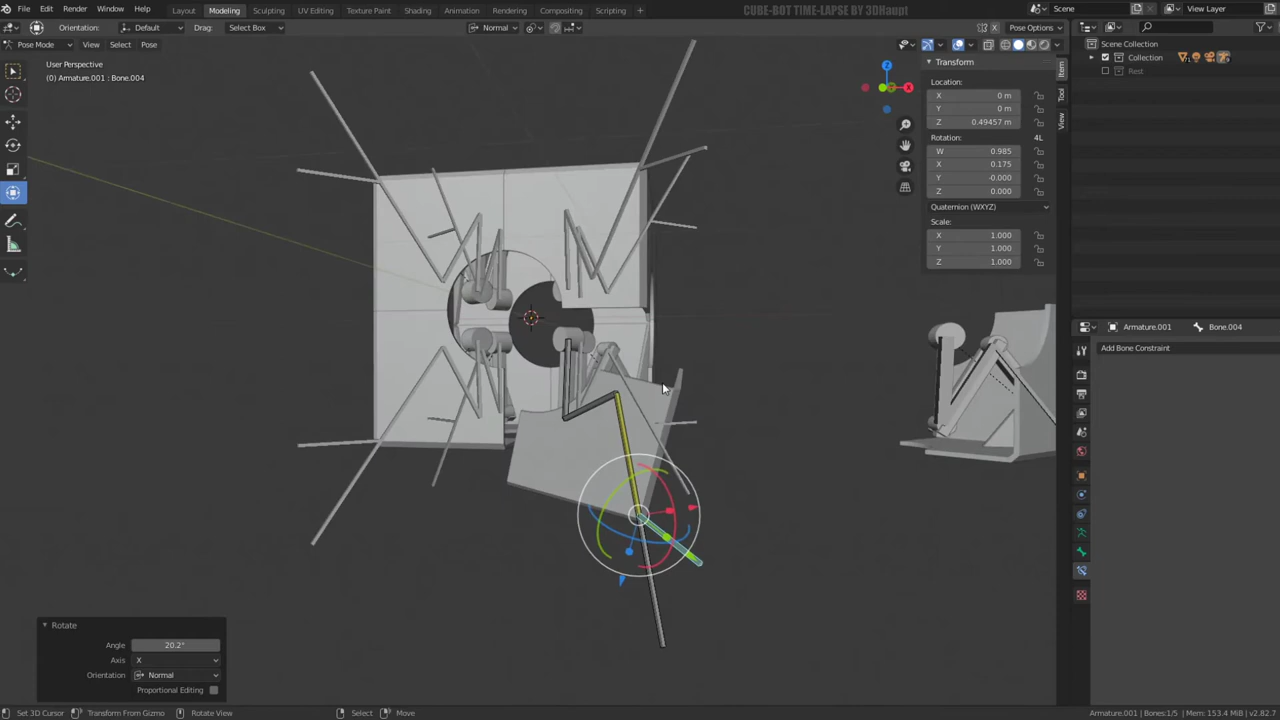 File Edit Render Window Help Layout Modeling Sculpting UV Editing Texture Paint Shading Animation Rendering Compositing Scripting + CUBE-BOT TIME-LAPSE BY 3DHaupt Scene View Layer
Orientation: Default Drag: Select Box Normal X Pose Options
Pose Mode View Select Pose
User Perspective
(0) Armature.001 : Bone.004
Transform
Location:
X 0 m
Y 0 m
Z 0.49457 m
Rotation: 4L
W 0.985
X 0.175
Y -0.000
Z 0.000
Quaternion (WXYZ)
Scale:
X 1.000
Y 1.000
Z 1.000
Item
Tool
View
Z
X
Scene Collection
Collection
Rest
Armature.001 Bone.004
Add Bone Constraint
Rotate
Angle 20.2°
Axis X
Orientation Normal
Proportional Editing
Set 3D Cursor Transform From Gizmo Rotate View Select Move Armature.001 | Bones:1/5 | Mem: 153.4 MiB | v2.82.7